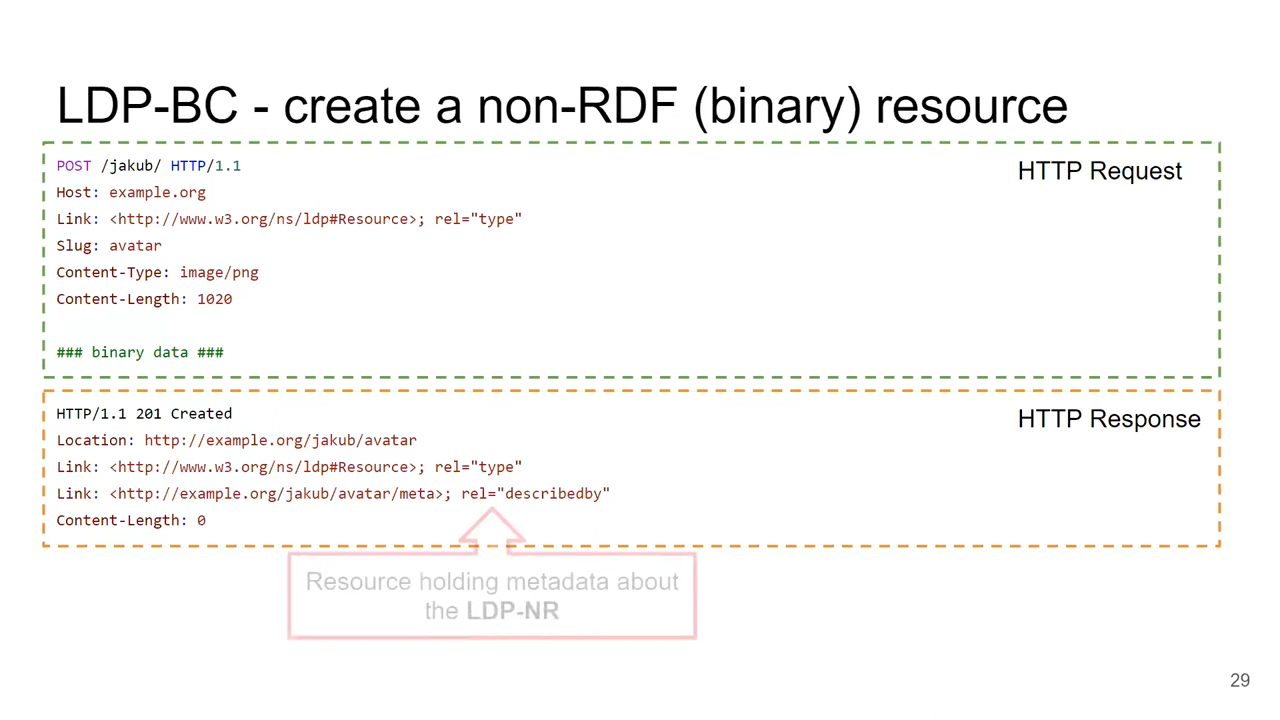 LDP-BC - create a non-RDF (binary) resource
POST /jakub/ HTTP/1.1
HTTP Request
Host: example.org
Link: <http://www.w3.org/ns/ldp#Resource>; rel="type"
Slug: avatar
Content-Type: image/png
Content-Length: 1020
### binary data ###
HTTP/1.1 201 Created
HTTP Response
Location: http://example.org/jakub/avatar
Link: <http://www.w3.org/ns/ldp#Resource>; rel="type"
Link: <http://example.org/jakub/avatar/meta>; rel="describedby"
Content-Length: 0
Resource holding metadata about
the LDP-NR
29